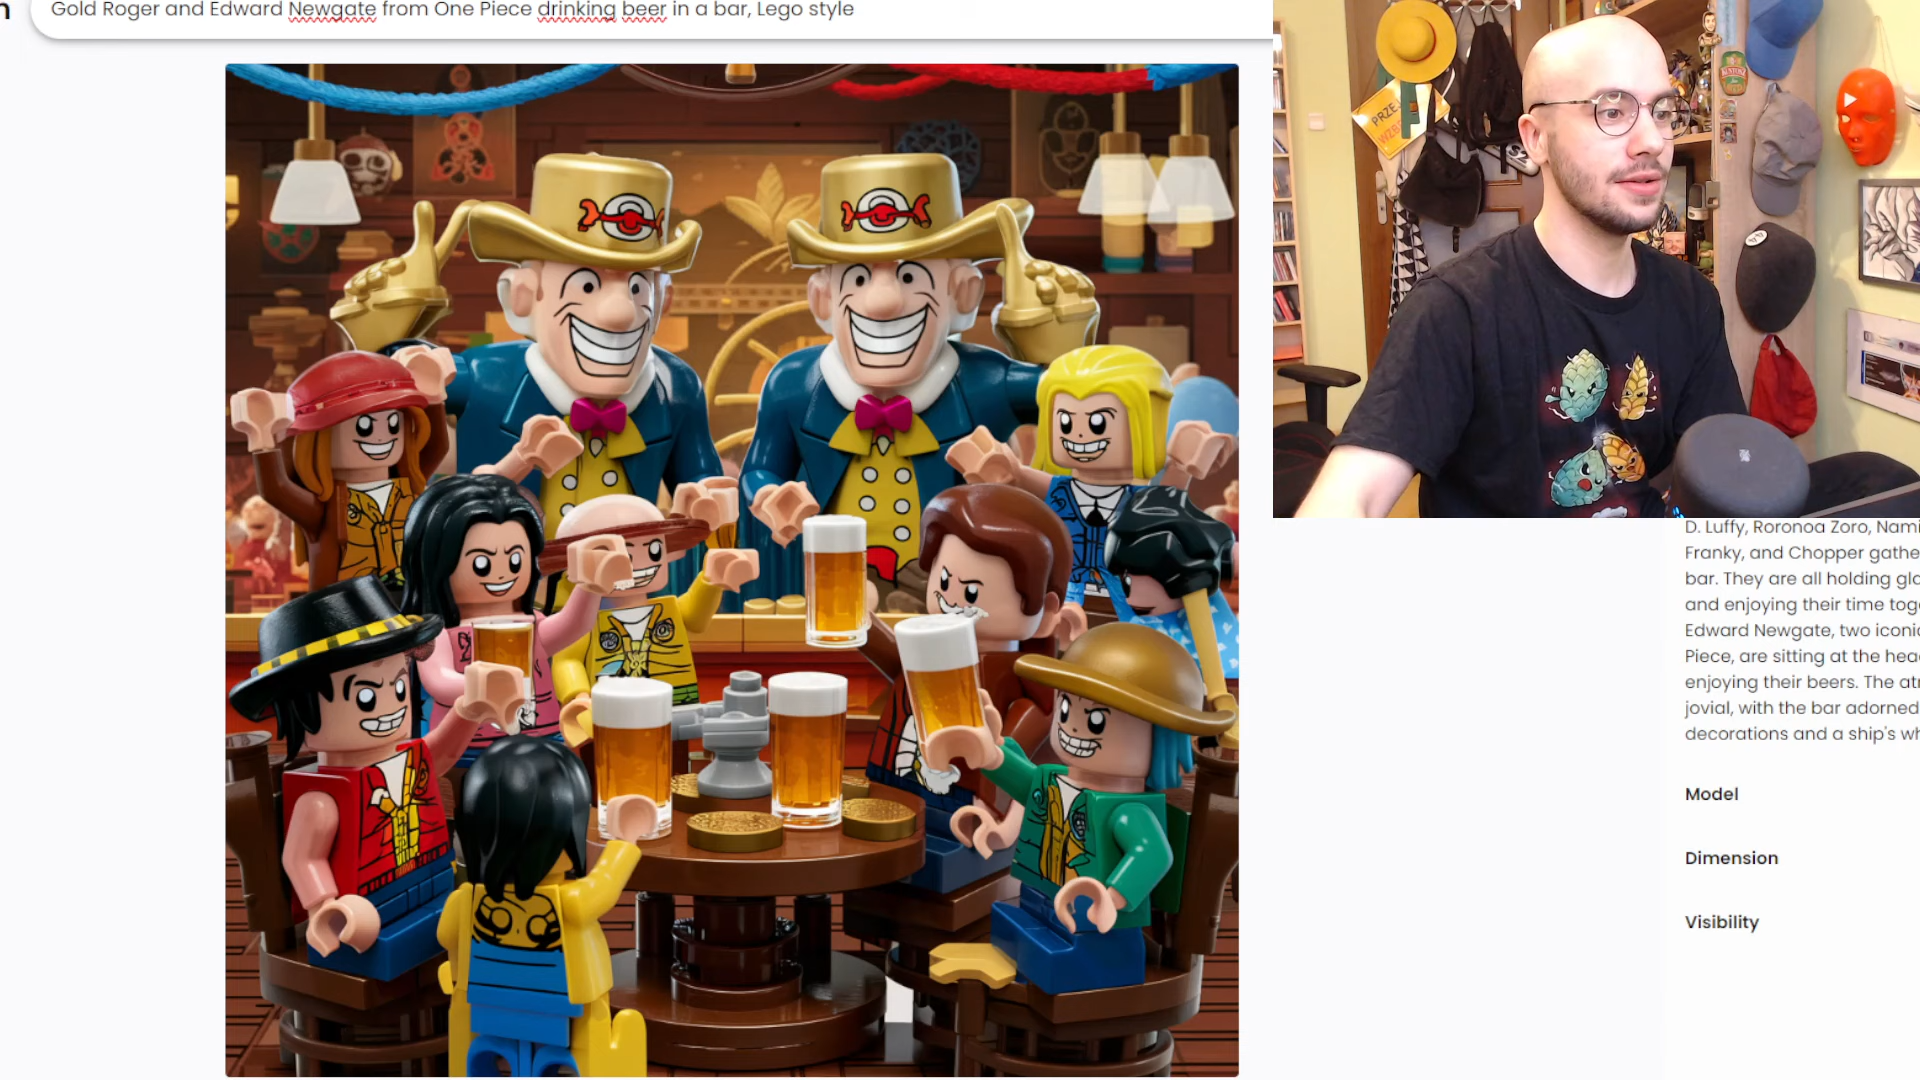 Gold Roger and Edward Newgate from One Piece drinking beer in a bar, Lego style
PRZEJ
WZBR
D. Luffy, Roronoa Zoro, Nami
Franky, and Chopper gathe
bar. They are all holding gla
and enjoying their time tog
Edward Newgate, two iconi
Piece, are sitting at the hea
enjoying their beers. The at
jovial, with the bar adorned
decorations and a ship's wh
Model
Dimension
Visibility